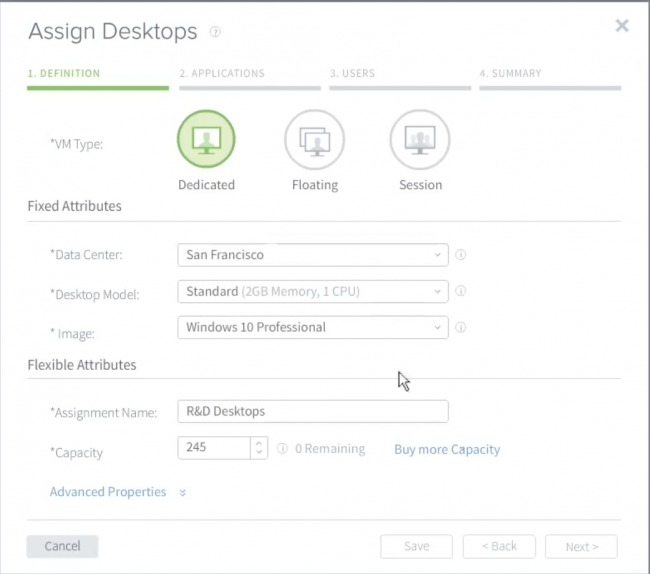 Assign Desktops ?
1. DEFINITION 2. APPLICATIONS 3. USERS 4. SUMMARY
*VM Type:
Dedicated Floating Session
Fixed Attributes
*Data Center: San Francisco
*Desktop Model: Standard (2GB Memory, 1 CPU)
* Image: Windows 10 Professional
Flexible Attributes
*Assignment Name: R&D Desktops
*Capacity 245 0 Remaining Buy more Capacity
Advanced Properties
Cancel Save < Back Next >